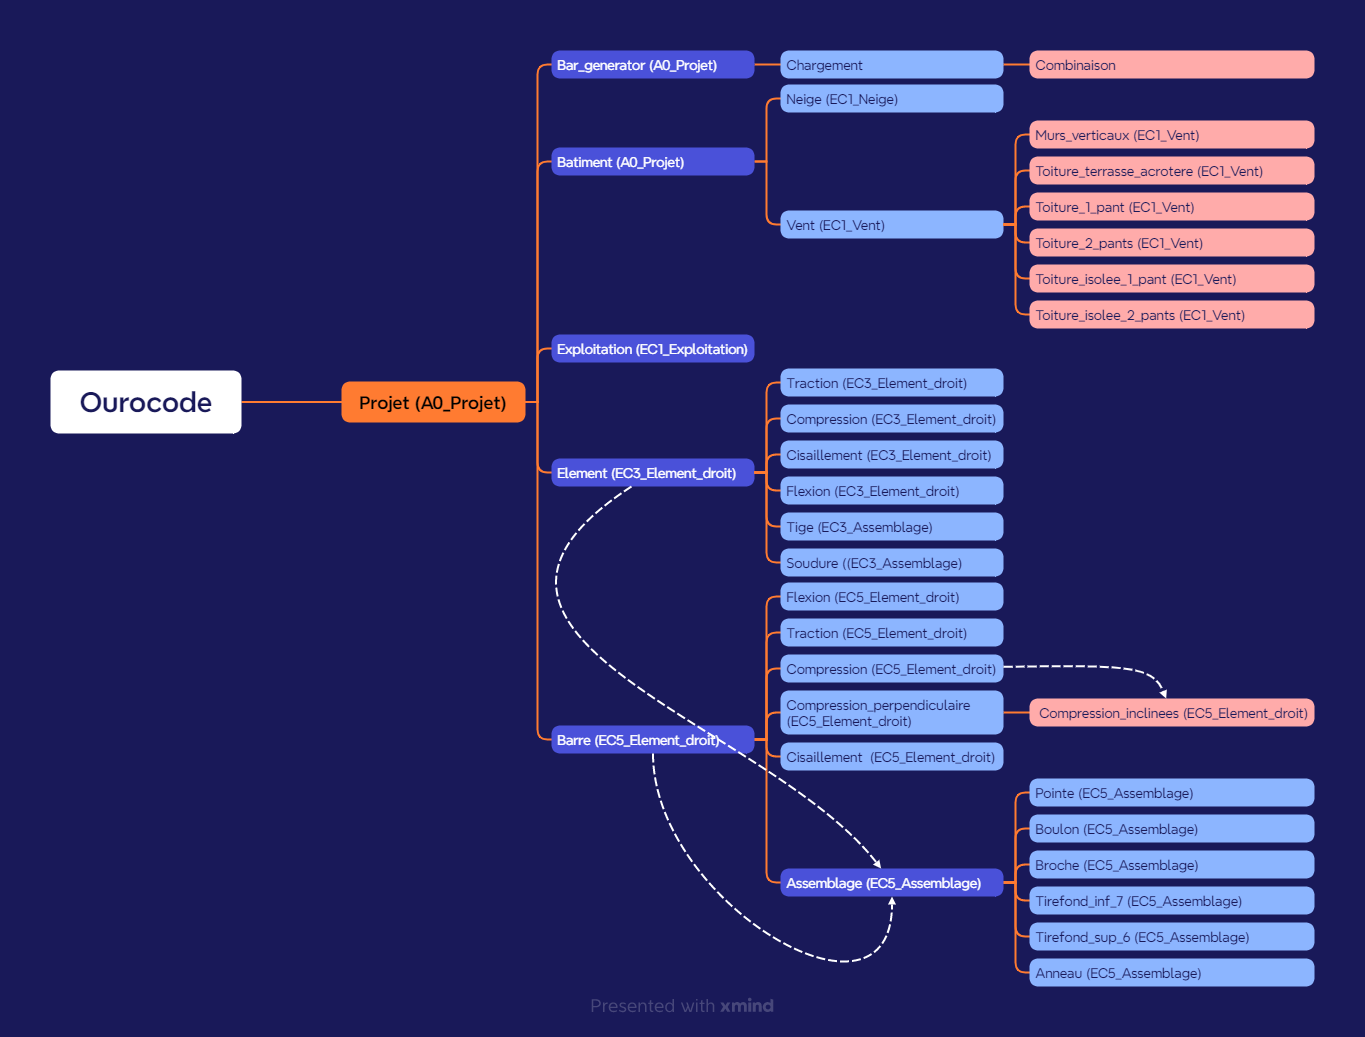 Ourocode
Projet (A0_Projet)
Bar_generator (A0_Projet)
Chargement
Combinaison
Batiment (A0_Projet)
Neige (EC1_Neige)
Vent (EC1_Vent)
Murs_verticaux (EC1_Vent)
Toiture_terrasse_acrotere (EC1_Vent)
Toiture_1_pant (EC1_Vent)
Toiture_2_pants (EC1_Vent)
Toiture_isolee_1_pant (EC1_Vent)
Toiture_isolee_2_pants (EC1_Vent)
Exploitation (EC1_Exploitation)
Element (EC3_Element_droit)
Traction (EC3_Element_droit)
Compression (EC3_Element_droit)
Cisaillement (EC3_Element_droit)
Flexion (EC3_Element_droit)
Tige (EC3_Assemblage)
Soudure ((EC3_Assemblage)
Barre (EC5_Element_droit)
Flexion (EC5_Element_droit)
Traction (EC5_Element_droit)
Compression (EC5_Element_droit)
Compression_perpendiculaire
(EC5_Element_droit)
Compression_inclinees (EC5_Element_droit)
Cisaillement  (EC5_Element_droit)
Assemblage (EC5_Assemblage)
Pointe (EC5_Assemblage)
Boulon (EC5_Assemblage)
Broche (EC5_Assemblage)
Tirefond_inf_7 (EC5_Assemblage)
Tirefond_sup_6 (EC5_Assemblage)
Anneau (EC5_Assemblage)
Presented with xmind